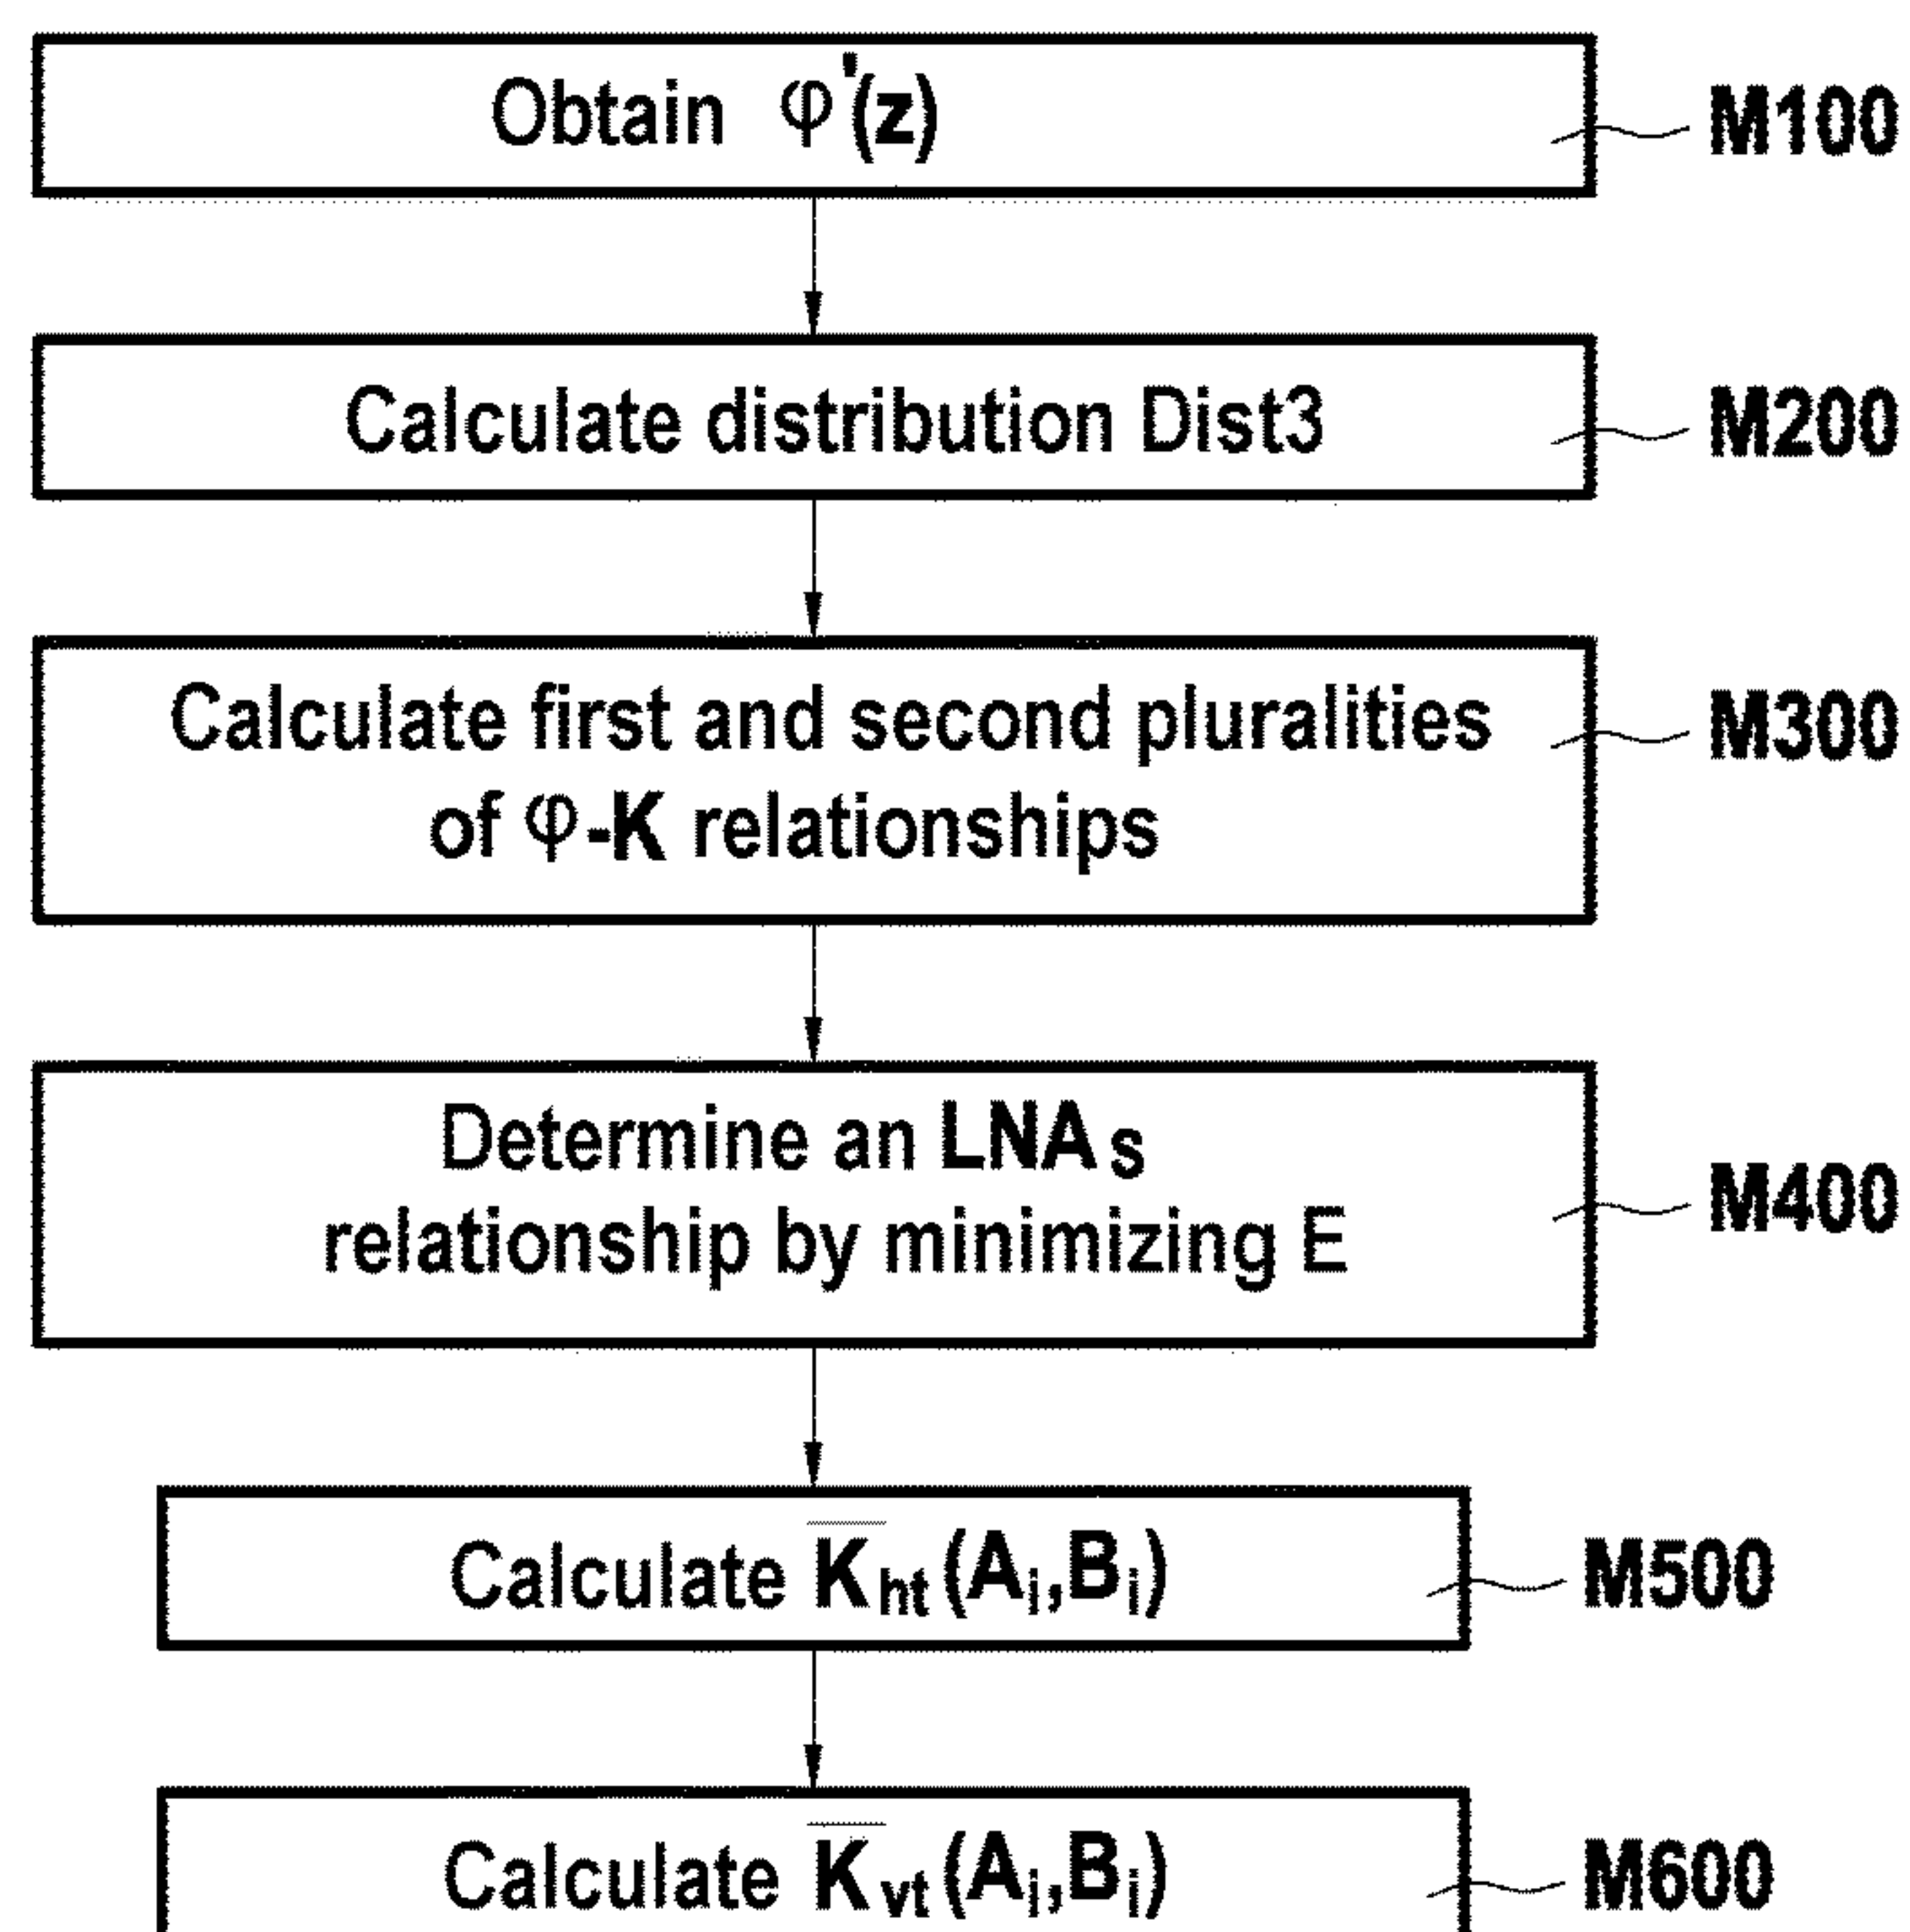 Obtain φ'(z)
M100
Calculate distribution Dist3
M200
Calculate first and second pluralities
of φ-K relationships
M300
Determine an LNAs
relationship by minimizing E
M400
Calculate K̅ht(Ai,Bi)
M500
Calculate K̅vt(Ai,Bi)
M600